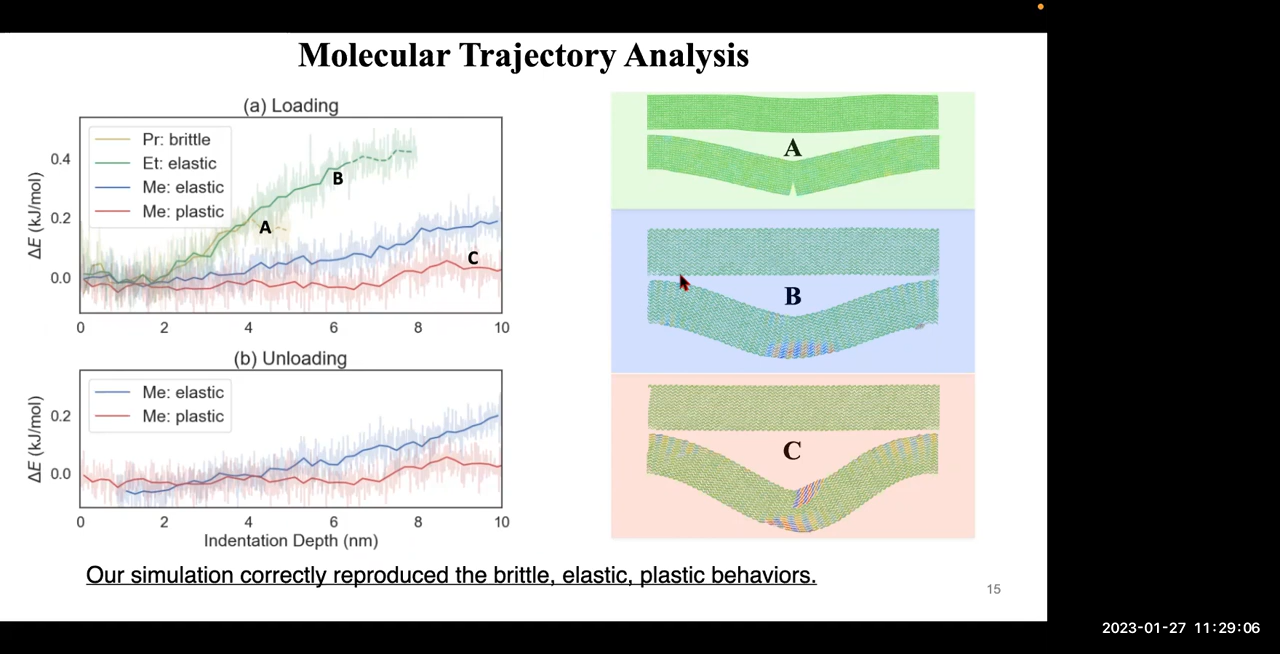 Molecular Trajectory Analysis
(a) Loading
Pr: brittle
Et: elastic
Me: elastic
Me: plastic
0.4
0.2
0.0
ΔE (kJ/mol)
A
B
C
0 2 4 6 8 10
(b) Unloading
Me: elastic
Me: plastic
0.2
0.0
ΔE (kJ/mol)
0 2 4 6 8 10
Indentation Depth (nm)
A
B
C
Our simulation correctly reproduced the brittle, elastic, plastic behaviors.
15
2023-01-27 11:29:06